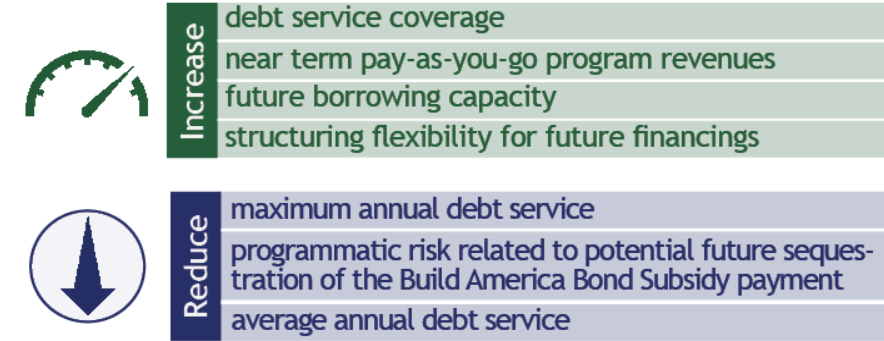 Increase
debt service coverage
near term pay-as-you-go program revenues
future borrowing capacity
structuring flexibility for future financings
Reduce
maximum annual debt service
programmatic risk related to potential future seques-
tration of the Build America Bond Subsidy payment
average annual debt service